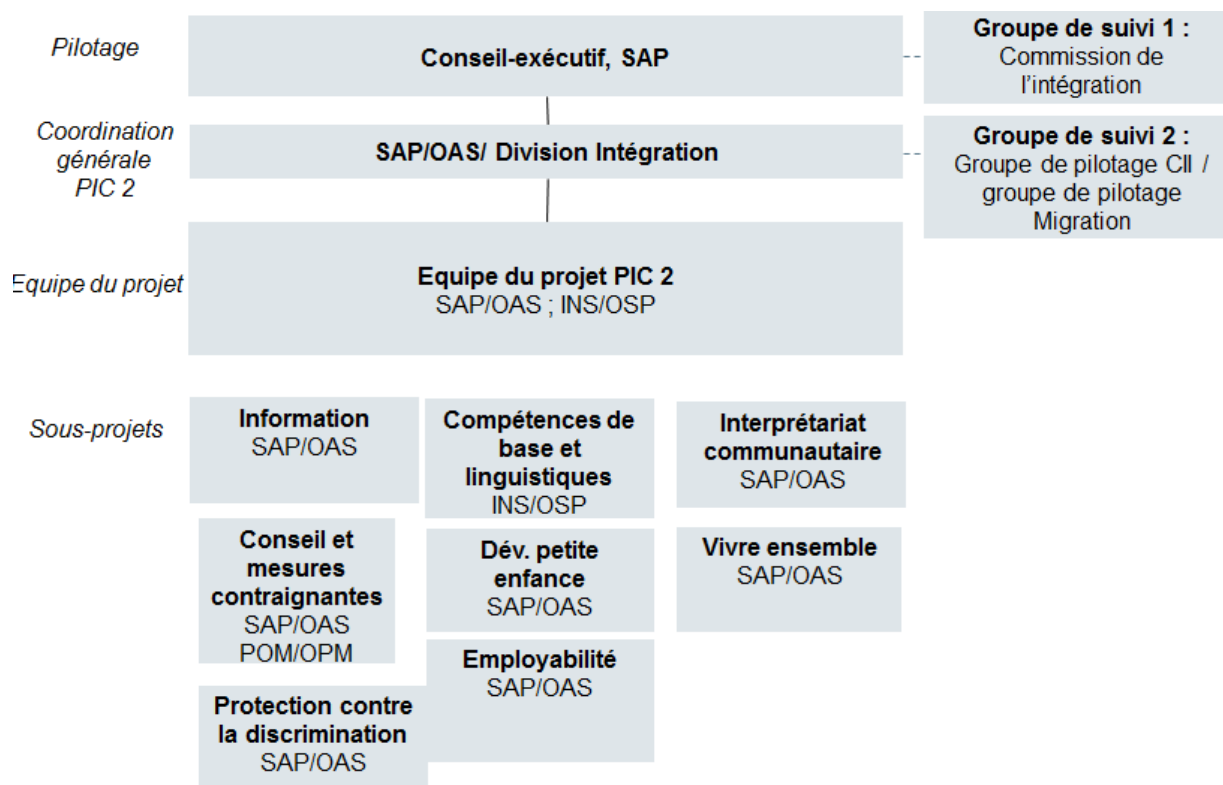 Pilotage
Conseil-exécutif, SAP
Groupe de suivi 1 :
Commission de
l'intégration
Coordination
générale
PIC 2
SAP/OAS/ Division Intégration
Groupe de suivi 2 :
Groupe de pilotage CII /
groupe de pilotage
Migration
Equipe du projet
Equipe du projet PIC 2
SAP/OAS ; INS/OSP
Sous-projets
Information
SAP/OAS
Compétences de
base et
linguistiques
INS/OSP
Interprétariat
communautaire
SAP/OAS
Conseil et
mesures
contraignantes
SAP/OAS
POM/OPM
Dév. petite
enfance
SAP/OAS
Vivre ensemble
SAP/OAS
Employabilité
SAP/OAS
Protection contre
la discrimination
SAP/OAS